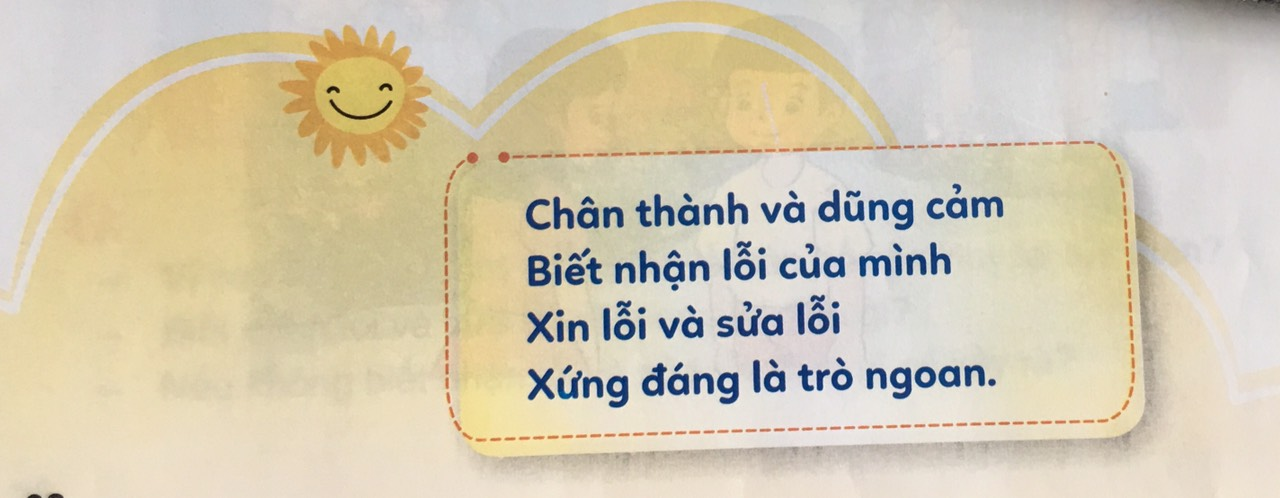 Chân thành và dũng cảm
Biết nhận lỗi của mình
Xin lỗi và sửa lỗi
Xứng đáng là trò ngoan.